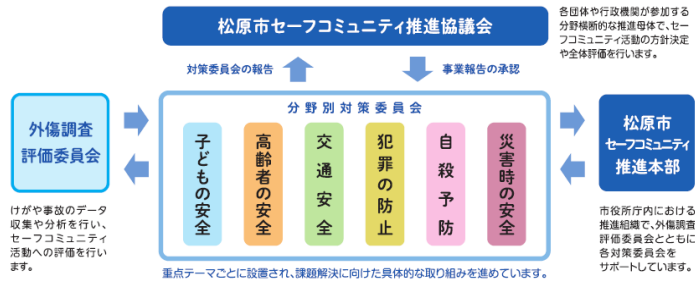 松原市セーフコミュニティ推進協議会
各団体や行政機関が参加する
分野横断的な推進母体で、セー
フコミュニティ活動の方針決定
や全体評価を行います。
対策委員会の報告
事業報告の承認
外傷調査
評価委員会
けがや事故のデータ
収集や分析を行い、
セーフコミュニティ
活動への評価を行い
ます。
分野別対策委員会
子どもの安全
高齢者の安全
交通安全
犯罪の防止
自殺予防
災害時の安全
重点テーマごとに設置され、課題解決に向けた具体的な取り組みを進めています。
松原市
セーフコミュニティ
推進本部
市役所庁内における
推進組織で、外傷調査
評価委員会とともに
各対策委員会を
サポートしています。